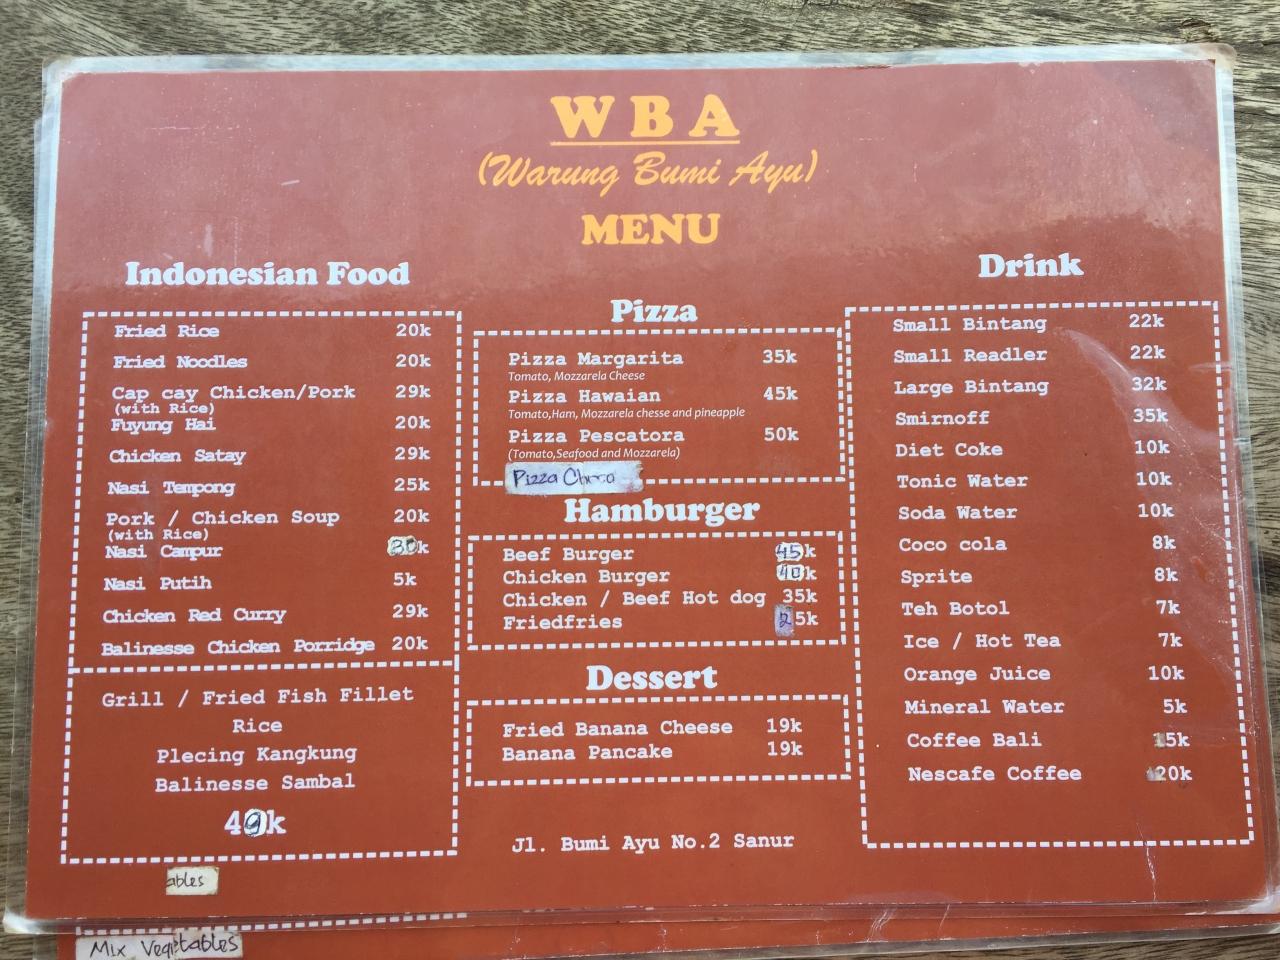 WBA
(Warung Bumi Ayu)
MENU
Indonesian Food
Fried Rice 20k
Fried Noodles 20k
Cap cay Chicken/Pork 29k
(with Rice)
Fuyung Hai 20k
Chicken Satay 29k
Nasi Tempong 25k
Pork / Chicken Soup 20k
(with Rice)
Nasi Campur k
Nasi Putih 5k
Chicken Red Curry 29k
Balinesse Chicken Porridge 20k
Grill / Fried Fish Fillet
Rice
Plecing Kangkung
Balinesse Sambal
49k
ables
Mix Vegetables
Pizza
Pizza Margarita 35k
Tomato, Mozzarela Cheese
Pizza Hawaian 45k
Tomato,Ham, Mozzarela chesse and pineapple
Pizza Pescatora 50k
(Tomato,Seafood and Mozzarela)
Pizza
Hamburger
Beef Burger 45k
Chicken Burger 40k
Chicken / Beef Hot dog 35k
Friedfries 25k
Dessert
Fried Banana Cheese 19k
Banana Pancake 19k
Jl. Bumi Ayu No.2 Sanur
Drink
Small Bintang 22k
Small Readler 22k
Large Bintang 32k
Smirnoff 35k
Diet Coke 10k
Tonic Water 10k
Soda Water 10k
Coco cola 8k
Sprite 8k
Teh Botol 7k
Ice / Hot Tea 7k
Orange Juice 10k
Mineral Water 5k
Coffee Bali 15k
Nescafe Coffee 20k